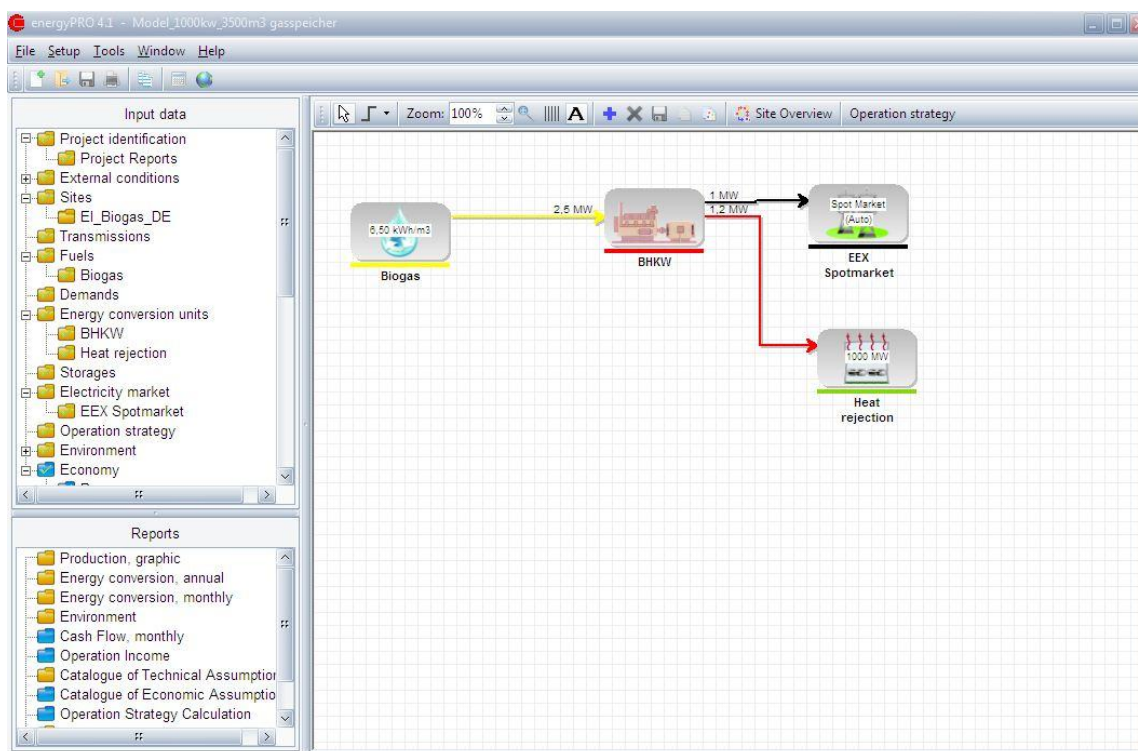 energyPRO 4.1 - Model_1000kw_3500m3 gasspeicher
File Setup Tools Window Help
Input data
Project identification
Project Reports
External conditions
Sites
EI_Biogas_DE
Transmissions
Fuels
Biogas
Demands
Energy conversion units
BHKW
Heat rejection
Storages
Electricity market
EEX Spotmarket
Operation strategy
Environment
Economy
Reports
Production, graphic
Energy conversion, annual
Energy conversion, monthly
Environment
Cash Flow, monthly
Operation Income
Catalogue of Technical Assumption
Catalogue of Economic Assumptio
Operation Strategy Calculation
Zoom: 100% A Site Overview Operation strategy
6,50 kWh/m3
Biogas
2,5 MW
BHKW
1 MW
1,2 MW
Spot Market
(Auto)
EEX
Spotmarket
1000 MW
Heat
rejection